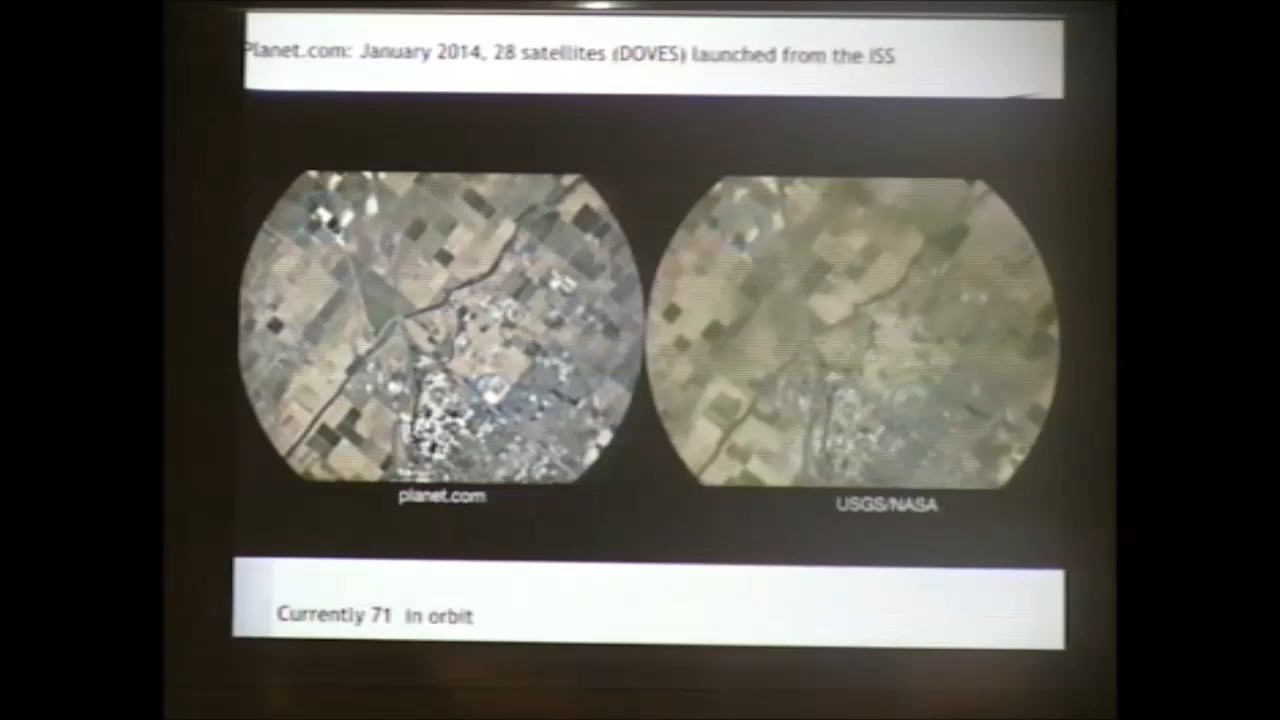 Planet.com: January 2014, 28 satellites (DOVES) launched from the ISS
planet.com
USGS/NASA
Currently 71 in orbit